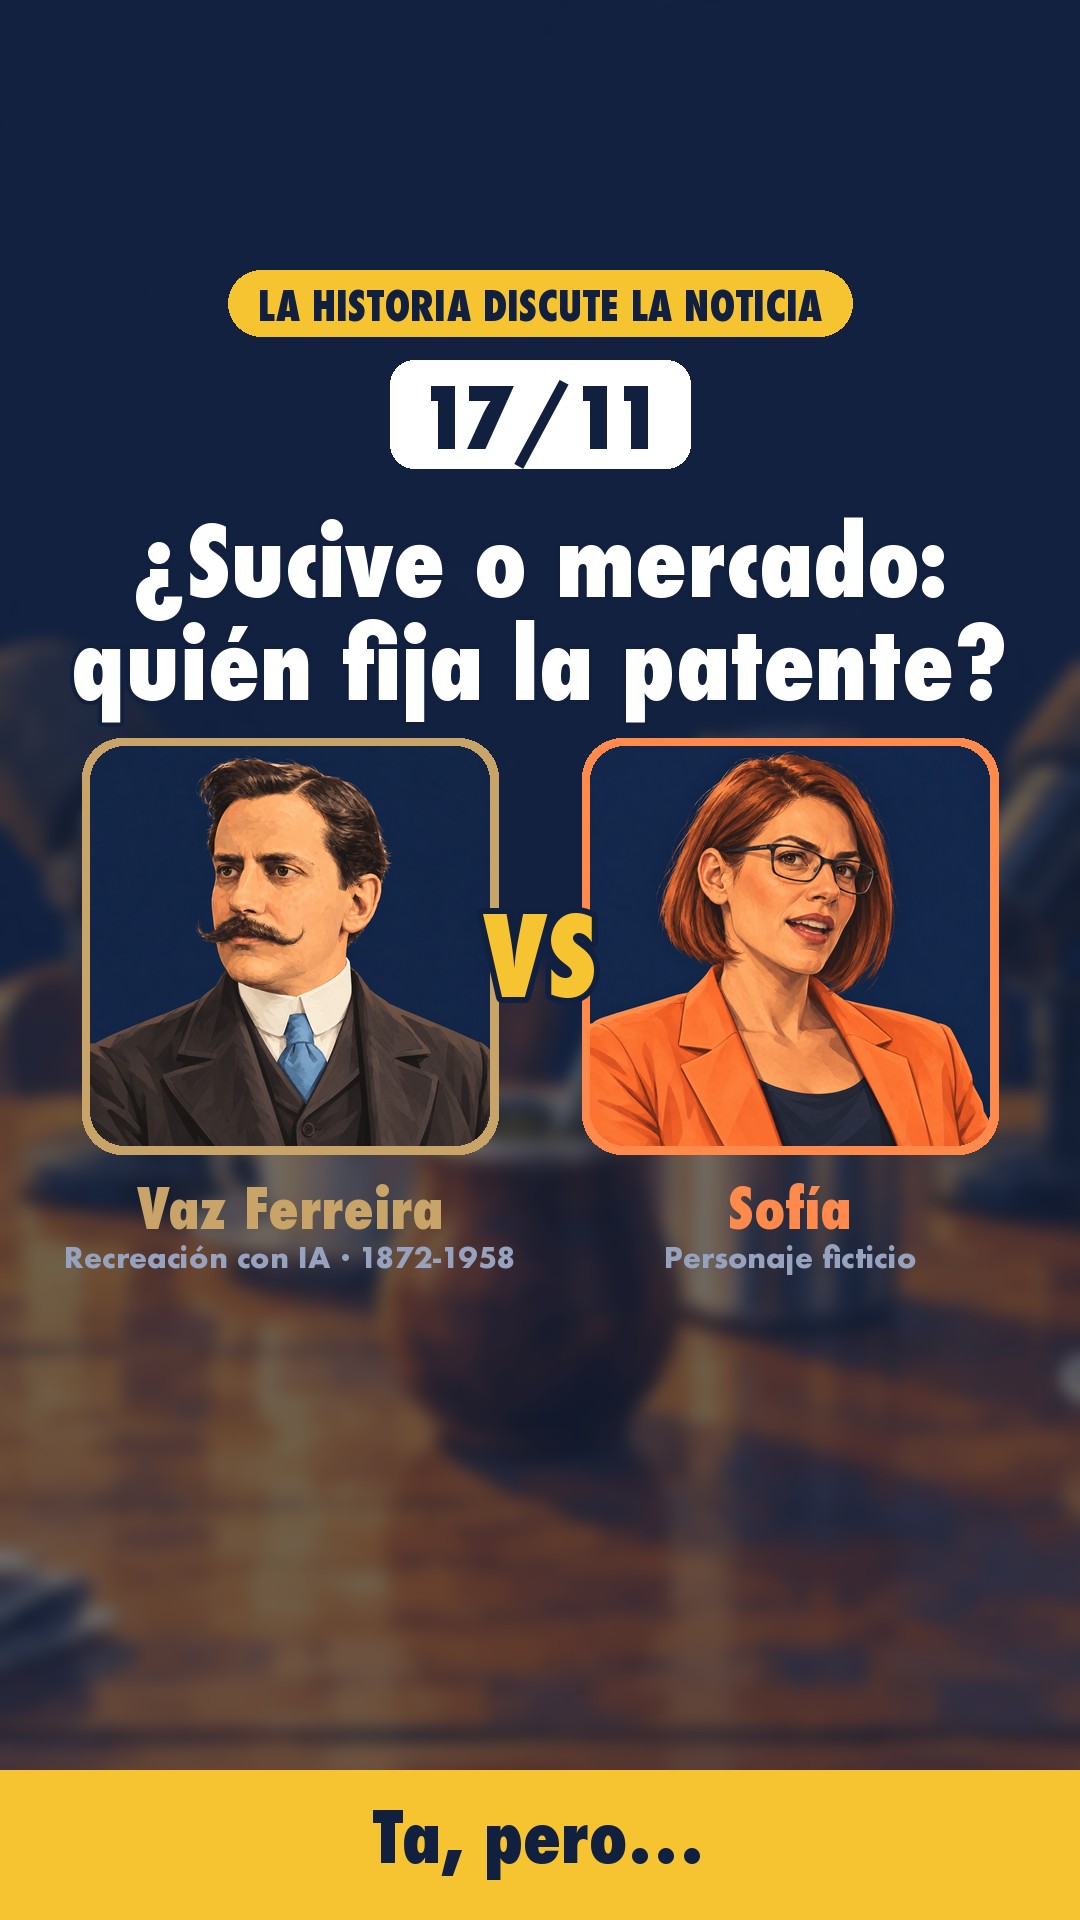 LA HISTORIA DISCUTE LA NOTICIA
17/11
¿Sucive o mercado:
quién fija la patente?
VS
Vaz Ferreira
Recreación con IA · 1872-1958
Sofía
Personaje ficticio
Ta, pero...